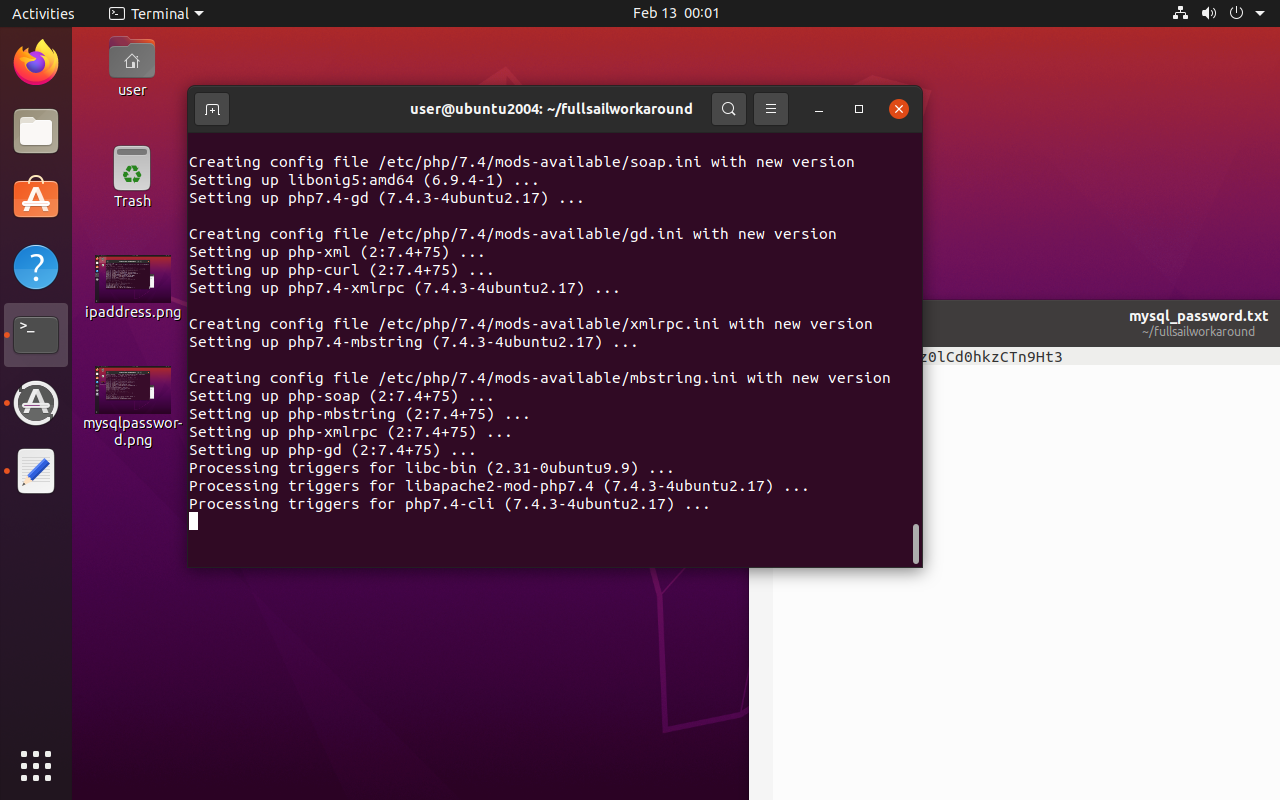 Activities
Terminal
Feb 13 00:01
user
Trash
ipaddress.png
mysqlpasswor-
d.png
user@ubuntu2004: ~/fullsailworkaround
Creating config file /etc/php/7.4/mods-available/soap.ini with new version
Setting up libonig5:amd64 (6.9.4-1) ...
Setting up php7.4-gd (7.4.3-4ubuntu2.17) ...
Creating config file /etc/php/7.4/mods-available/gd.ini with new version
Setting up php-xml (2:7.4+75) ...
Setting up php-curl (2:7.4+75) ...
Setting up php7.4-xmlrpc (7.4.3-4ubuntu2.17) ...
Creating config file /etc/php/7.4/mods-available/xmlrpc.ini with new version
Setting up php7.4-mbstring (7.4.3-4ubuntu2.17) ...
Creating config file /etc/php/7.4/mods-available/mbstring.ini with new version
Setting up php-soap (2:7.4+75) ...
Setting up php-mbstring (2:7.4+75) ...
Setting up php-xmlrpc (2:7.4+75) ...
Setting up php-gd (2:7.4+75) ...
Processing triggers for libc-bin (2.31-0ubuntu9.9) ...
Processing triggers for libapache2-mod-php7.4 (7.4.3-4ubuntu2.17) ...
Processing triggers for php7.4-cli (7.4.3-4ubuntu2.17) ...
mysql_password.txt
~/fullsailworkaround
z0lCd0hkzCTn9Ht3